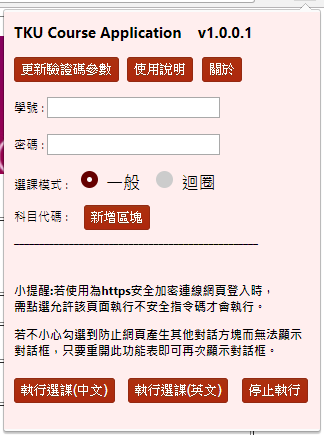 TKU Course Application v1.0.0.1
更新驗證碼參數 使用說明 關於
學號：
密碼：
選課模式： 一般 迴圈
科目代碼： 新增區塊
小提醒:若使用為https安全加密連線網頁登入時，
需點選允許該頁面執行不安全指令碼才會執行。
若不小心勾選到防止網頁產生其他對話方塊而無法顯示
對話框，只要重開此功能表即可再次顯示對話框。
執行選課(中文) 執行選課(英文) 停止執行